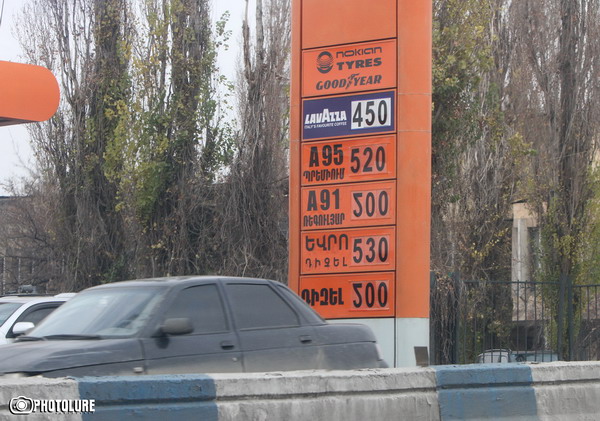 NOKIAN
TYRES
GOODYEAR
LAVAZZA 450
ITALY'S FAVOURITE COFFEE
A95 520
ՊՐԵՄԻՈՒՄ
A91 500
ՌԵԳՈՒԼՅԱՐ
ԵՎՐՈ 530
ԴԻԶԵԼ
ԴԻԶԵԼ 500
PHOTOLURE